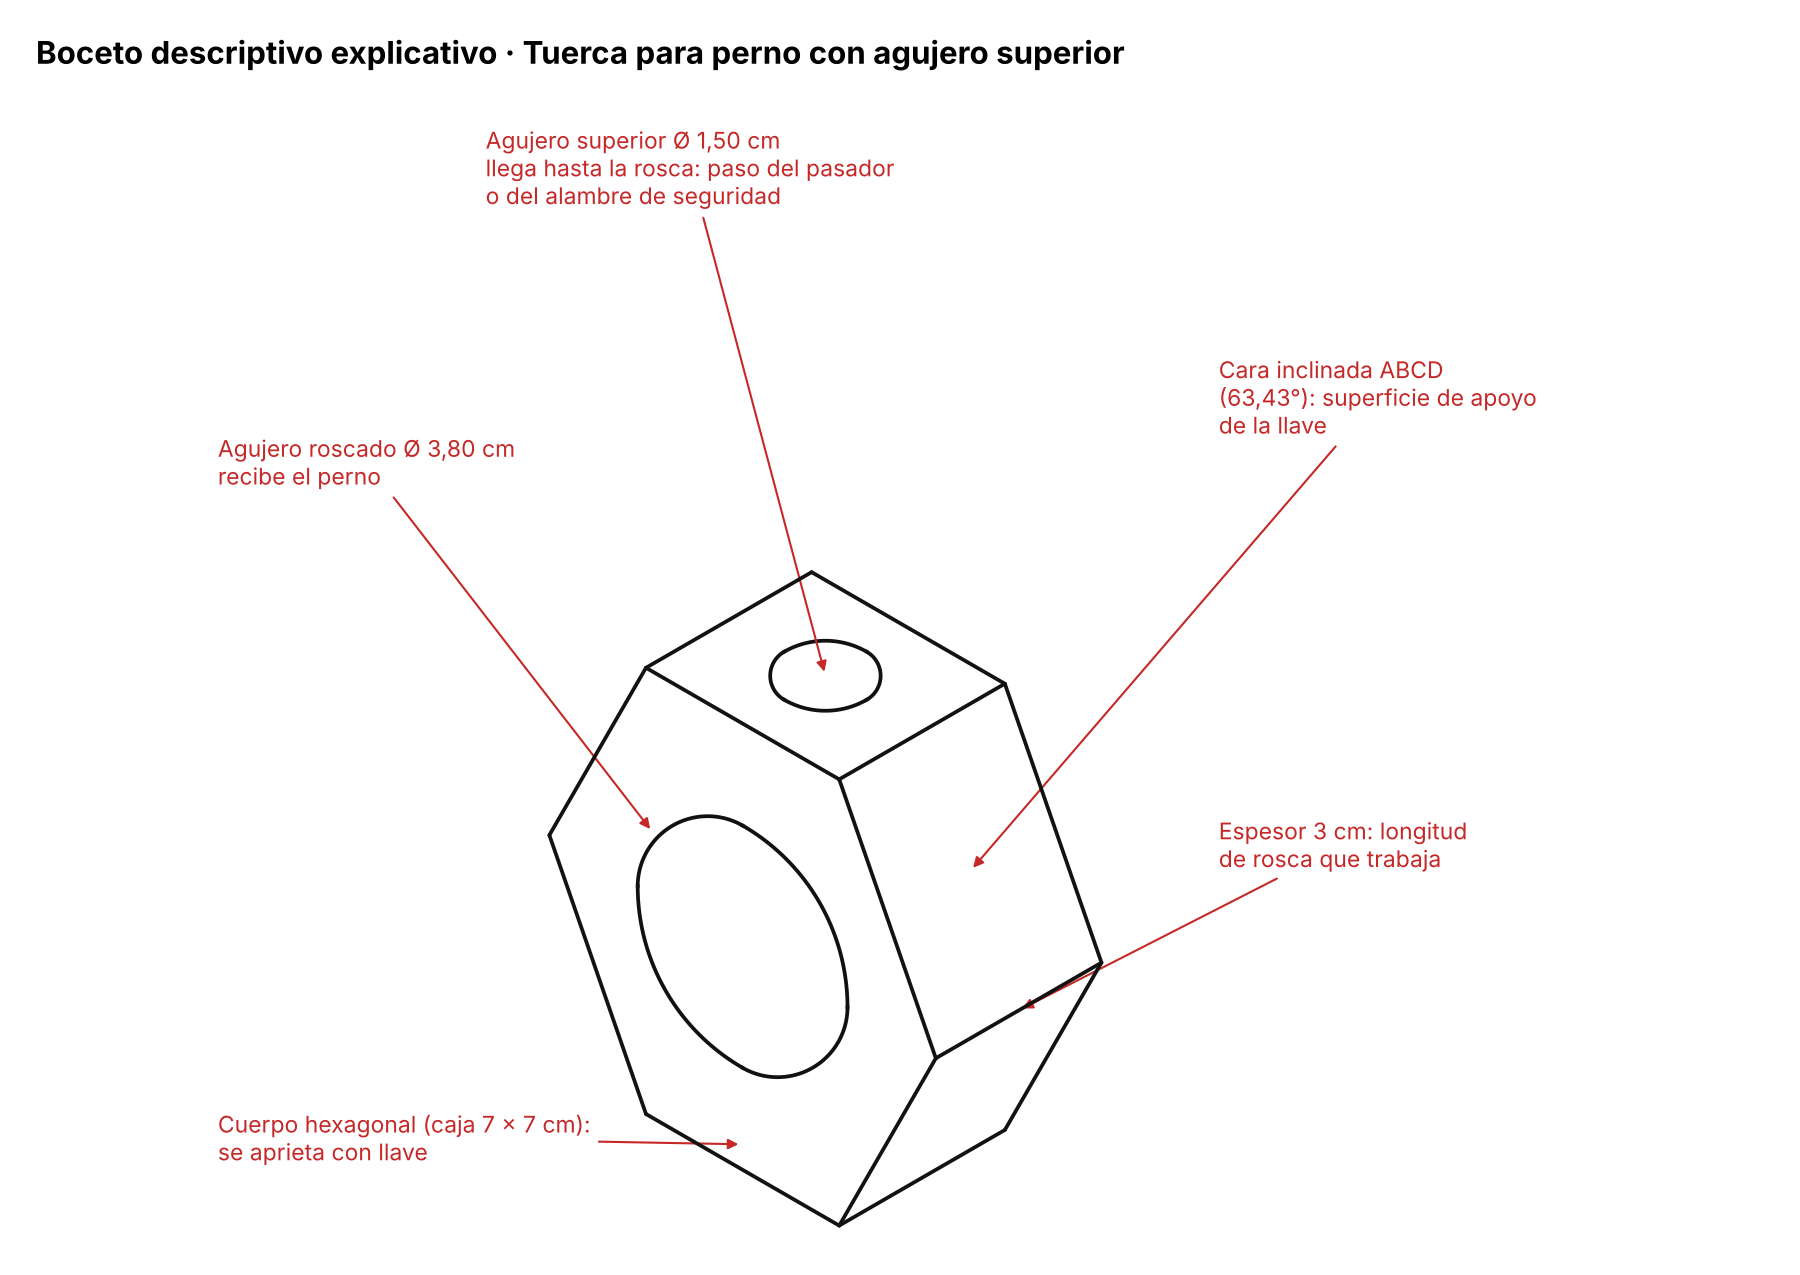 Boceto descriptivo explicativo · Tuerca para perno con agujero superior
Agujero superior Ø 1,50 cm
llega hasta la rosca: paso del pasador
o del alambre de seguridad
Cara inclinada ABCD
(63,43°): superficie de apoyo
de la llave
Agujero roscado Ø 3,80 cm
recibe el perno
Espesor 3 cm: longitud
de rosca que trabaja
Cuerpo hexagonal (caja 7 × 7 cm):
se aprieta con llave